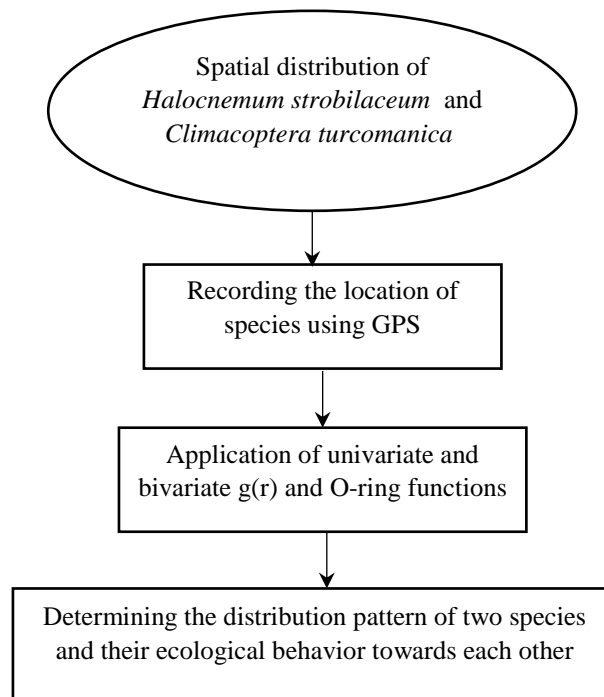 Spatial distribution of
Halocnemum strobilaceum and
Climacoptera turcomanica
Recording the location of
species using GPS
Application of univariate and
bivariate g(r) and O-ring functions
Determining the distribution pattern of two species
and their ecological behavior towards each other